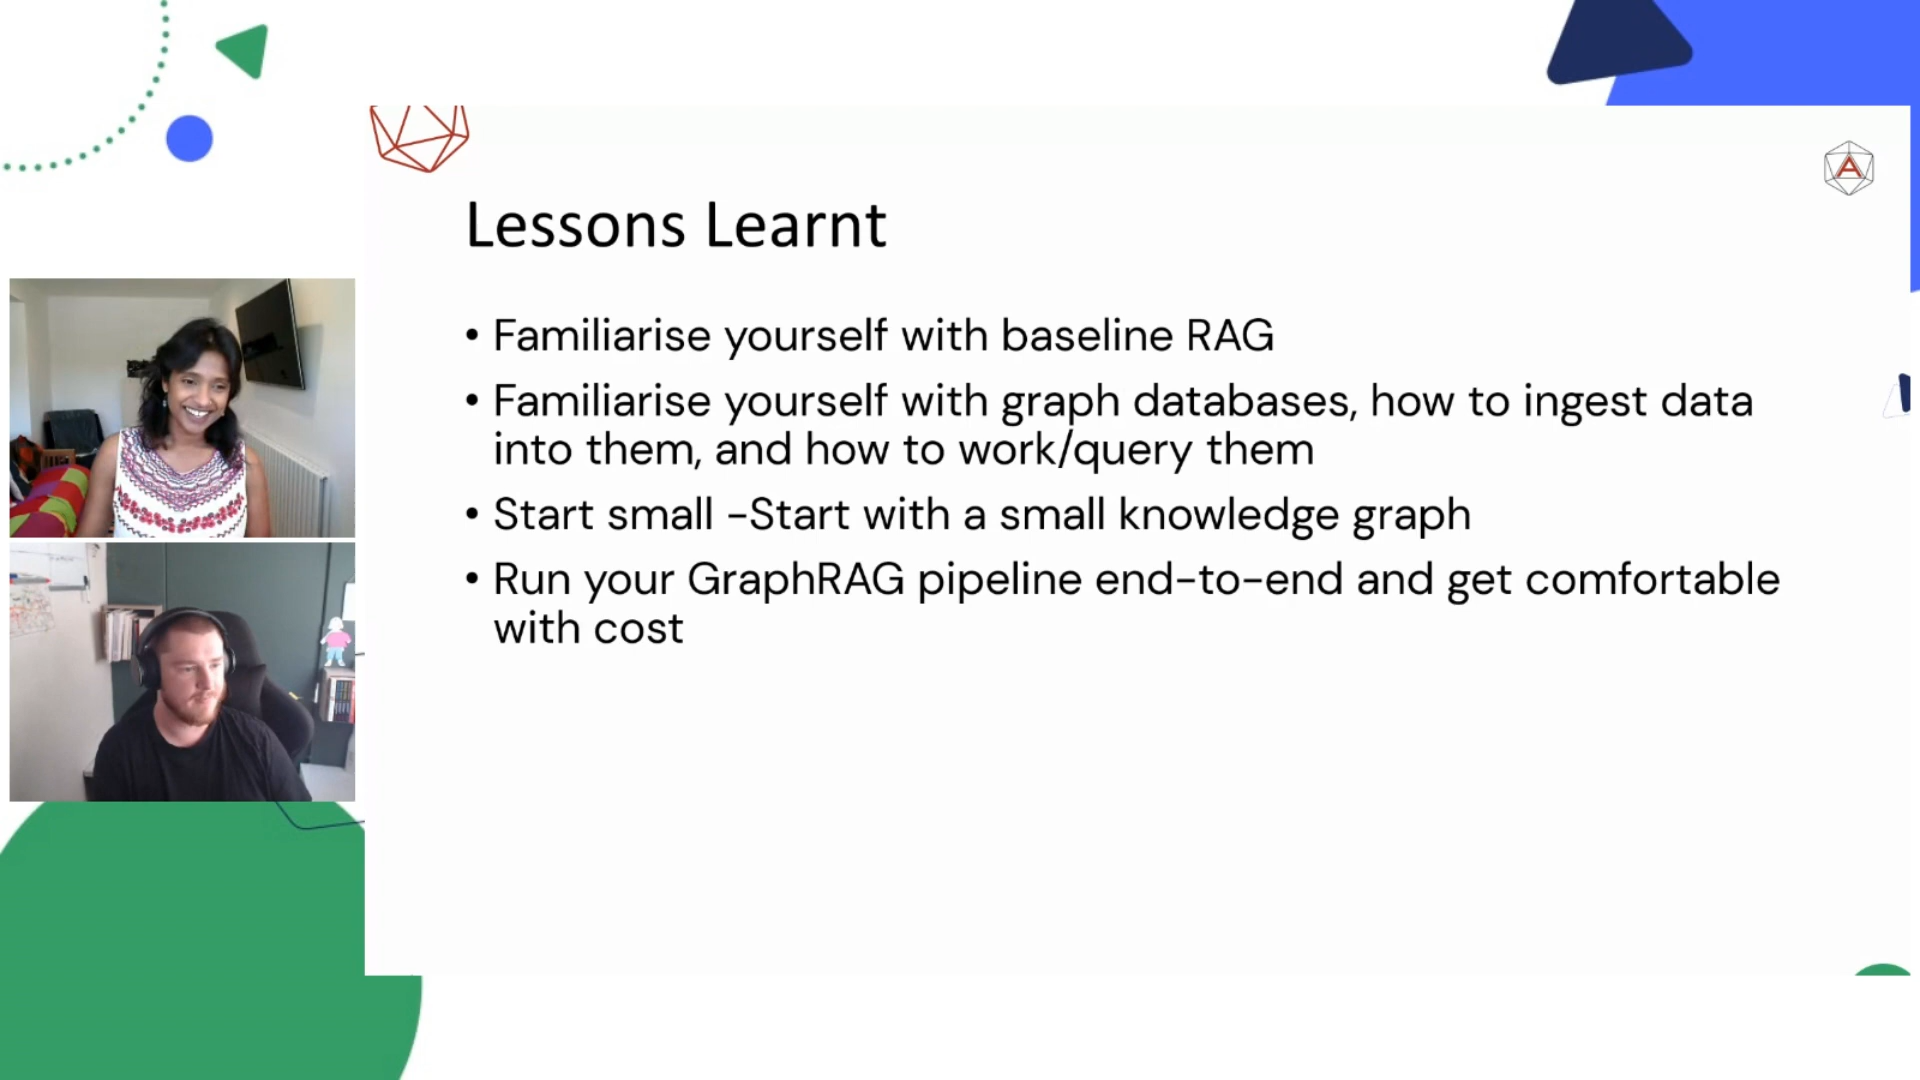 Lessons Learnt
• Familiarise yourself with baseline RAG
• Familiarise yourself with graph databases, how to ingest data
into them, and how to work/query them
• Start small -Start with a small knowledge graph
• Run your GraphRAG pipeline end-to-end and get comfortable
with cost